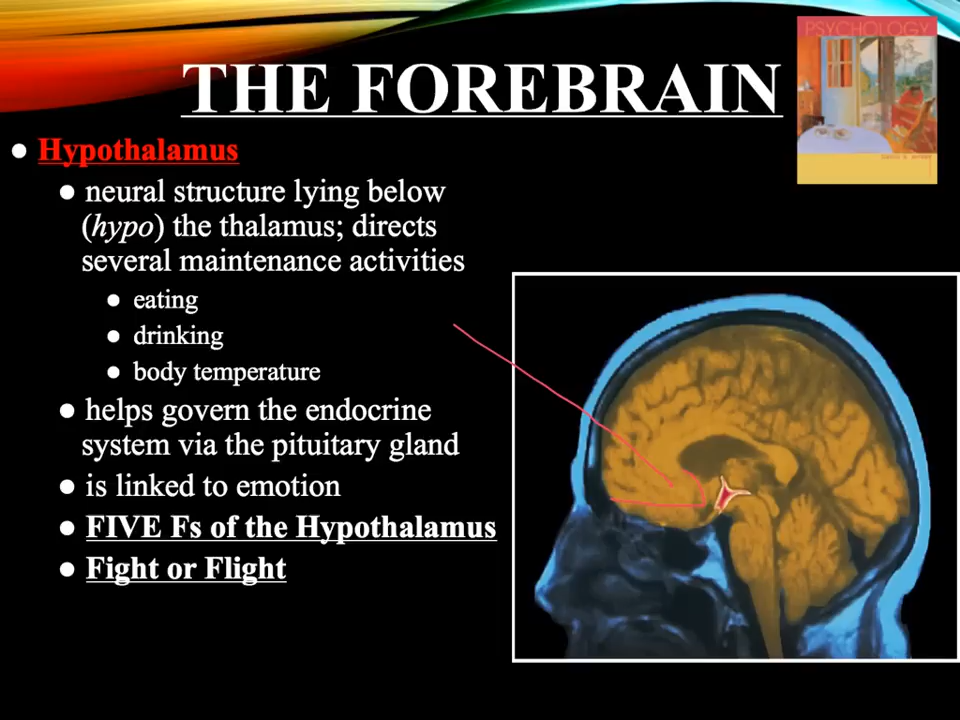 PSYCHOLOGY
THE FOREBRAIN
● Hypothalamus
● neural structure lying below
(hypo) the thalamus; directs
several maintenance activities
● eating
● drinking
● body temperature
● helps govern the endocrine
system via the pituitary gland
● is linked to emotion
● FIVE Fs of the Hypothalamus
● Fight or Flight